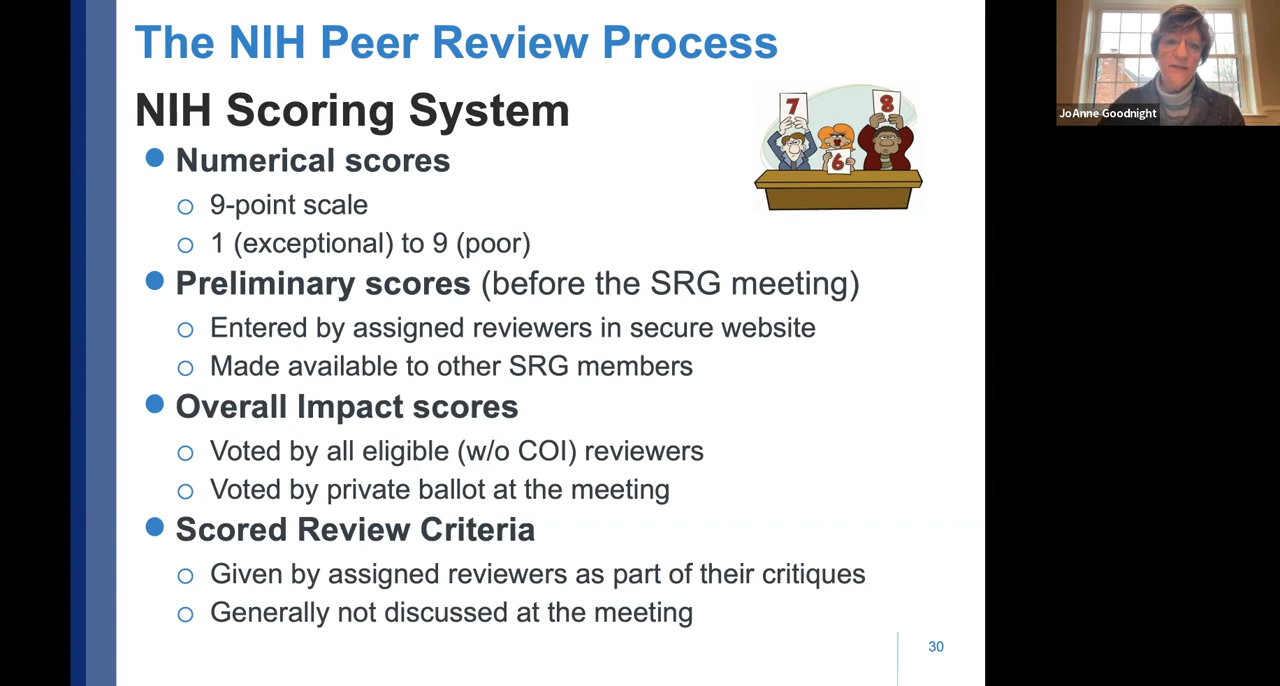 The NIH Peer Review Process
NIH Scoring System
Numerical scores
9-point scale
1 (exceptional) to 9 (poor)
Preliminary scores (before the SRG meeting)
Entered by assigned reviewers in secure website
Made available to other SRG members
Overall Impact scores
Voted by all eligible (w/o COI) reviewers
Voted by private ballot at the meeting
Scored Review Criteria
Given by assigned reviewers as part of their critiques
Generally not discussed at the meeting
7
8
6
30
JoAnne Goodnight